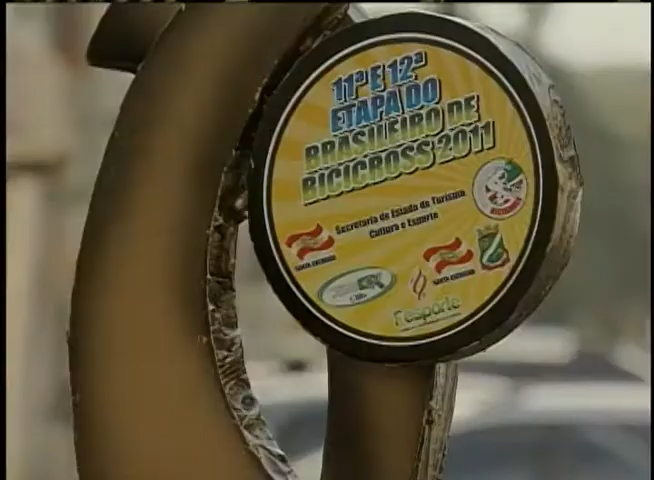 11ª E 12ª
ETAPA DO
BRASILEIRO DE
BICICROSS 2011
Secretaria de Estado de Turismo
Cultura e Esporte
SANTA CATARINA
SANTA CATARINA
Fesporte